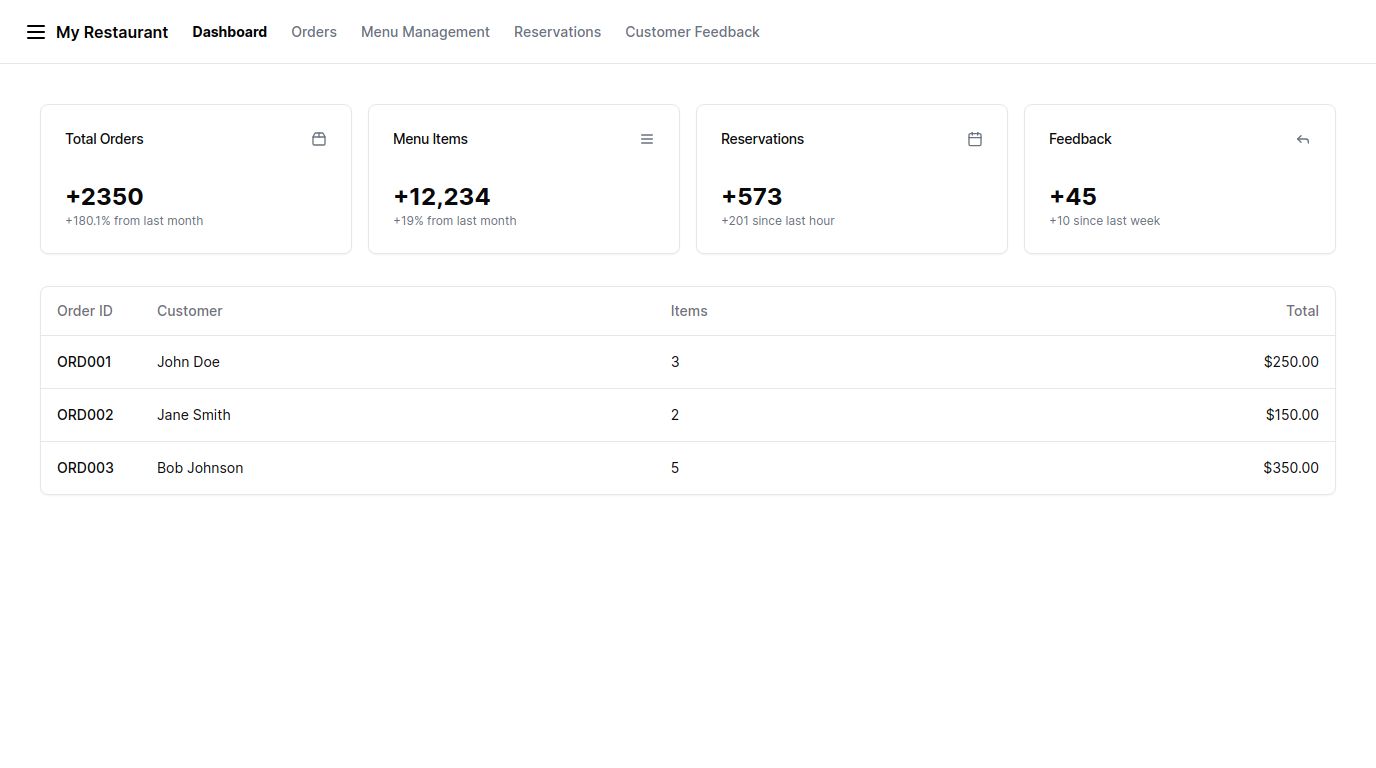 My Restaurant Dashboard Orders Menu Management Reservations Customer Feedback
Total Orders
+2350
+180.1% from last month
Menu Items
+12,234
+19% from last month
Reservations
+573
+201 since last hour
Feedback
+45
+10 since last week
Order ID Customer Items Total
ORD001 John Doe 3 $250.00
ORD002 Jane Smith 2 $150.00
ORD003 Bob Johnson 5 $350.00